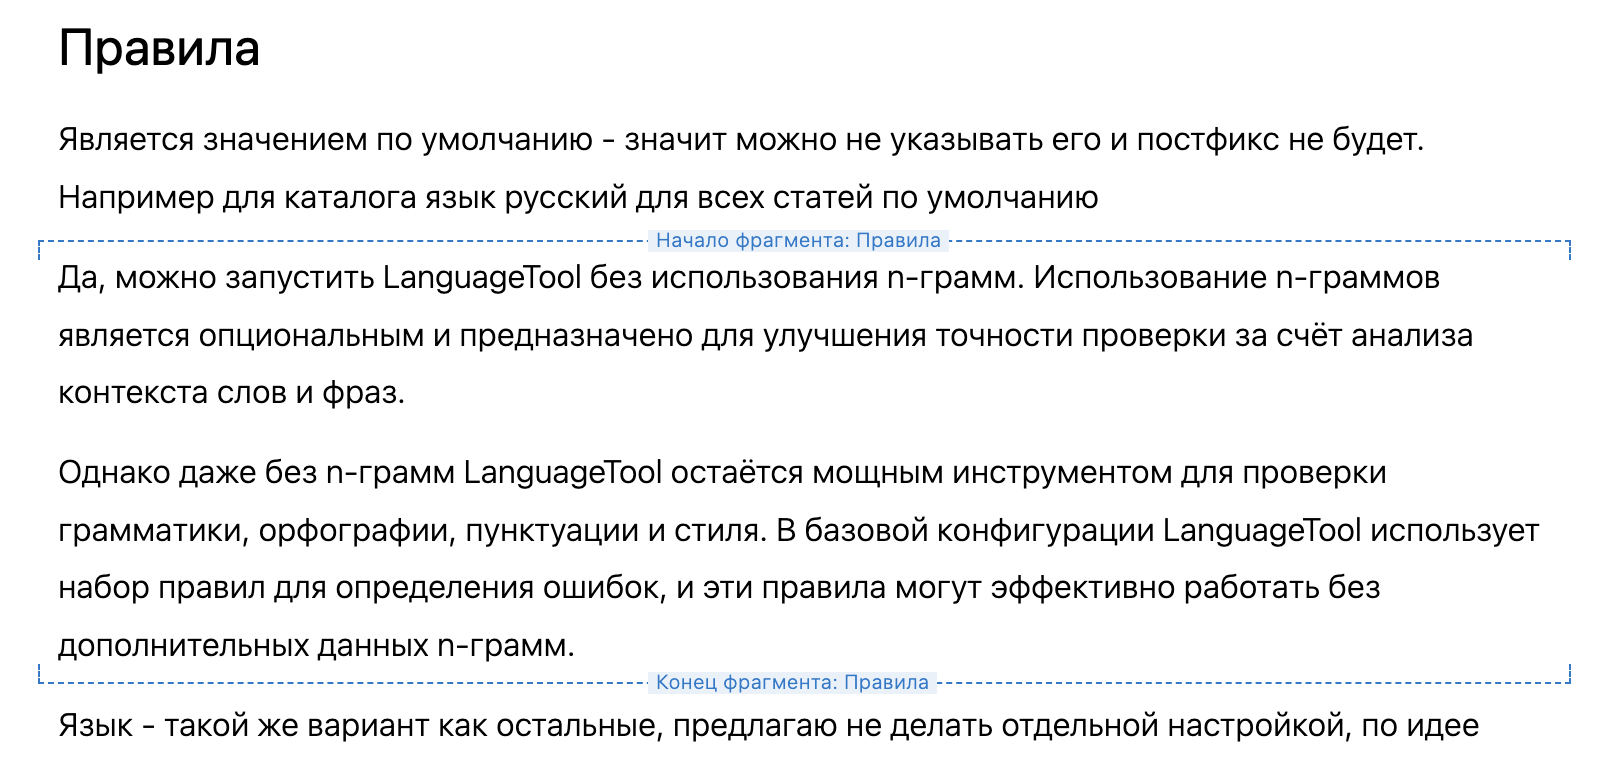 Правила
Является значением по умолчанию - значит можно не указывать его и постфикс не будет.
Например для каталога язык русский для всех статей по умолчанию
Начало фрагмента: Правила
Да, можно запустить LanguageTool без использования n-грамм. Использование n-граммов
является опциональным и предназначено для улучшения точности проверки за счёт анализа
контекста слов и фраз.
Однако даже без n-грамм LanguageTool остаётся мощным инструментом для проверки
грамматики, орфографии, пунктуации и стиля. В базовой конфигурации LanguageTool использует
набор правил для определения ошибок, и эти правила могут эффективно работать без
дополнительных данных n-грамм.
Конец фрагмента: Правила
Язык - такой же вариант как остальные, предлагаю не делать отдельной настройкой, по идее